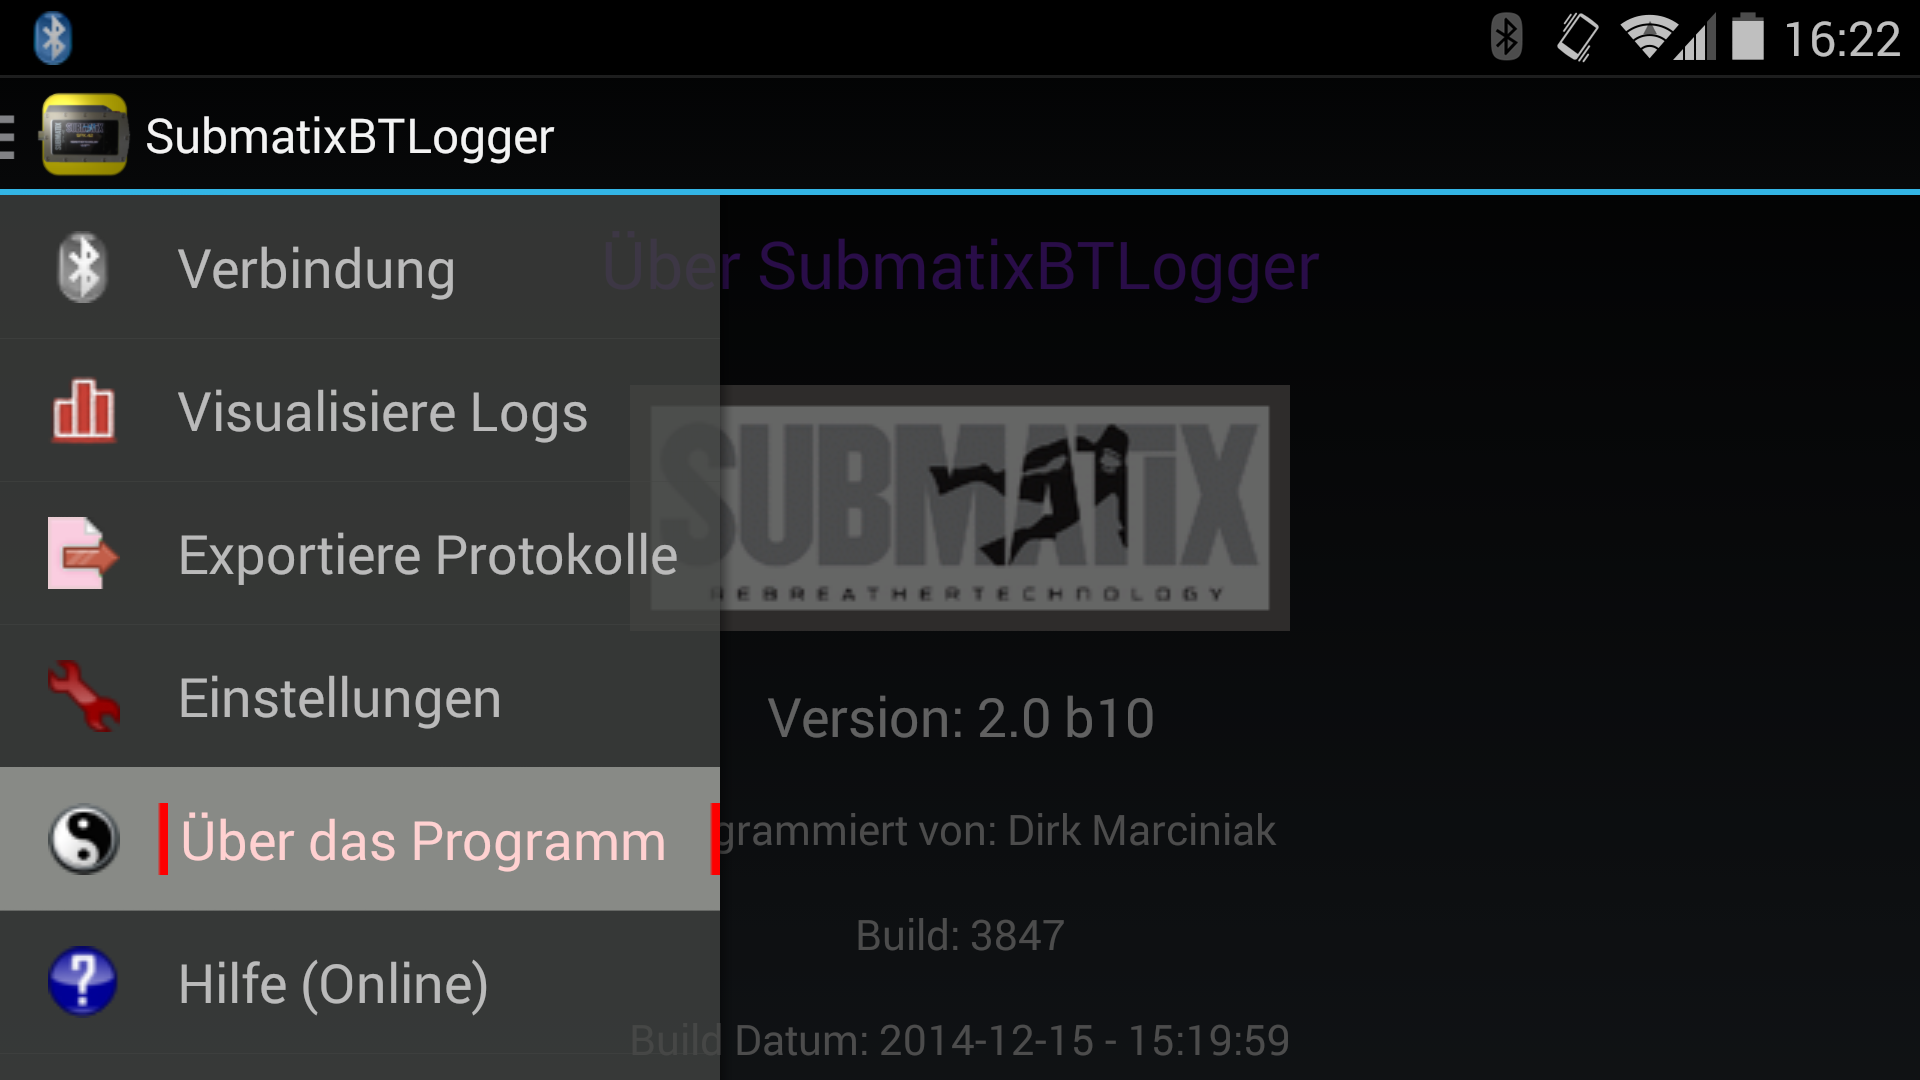 16:22
SubmatixBTLogger
Verbindung
Visualisiere Logs
Exportiere Protokolle
Einstellungen
Über das Programm
Hilfe (Online)
Über SubmatixBTLogger
SUBMATiX
REBREATHERTECHNOLOGY
Version: 2.0 b10
grammiert von: Dirk Marciniak
Build: 3847
Build Datum: 2014-12-15 - 15:19:59